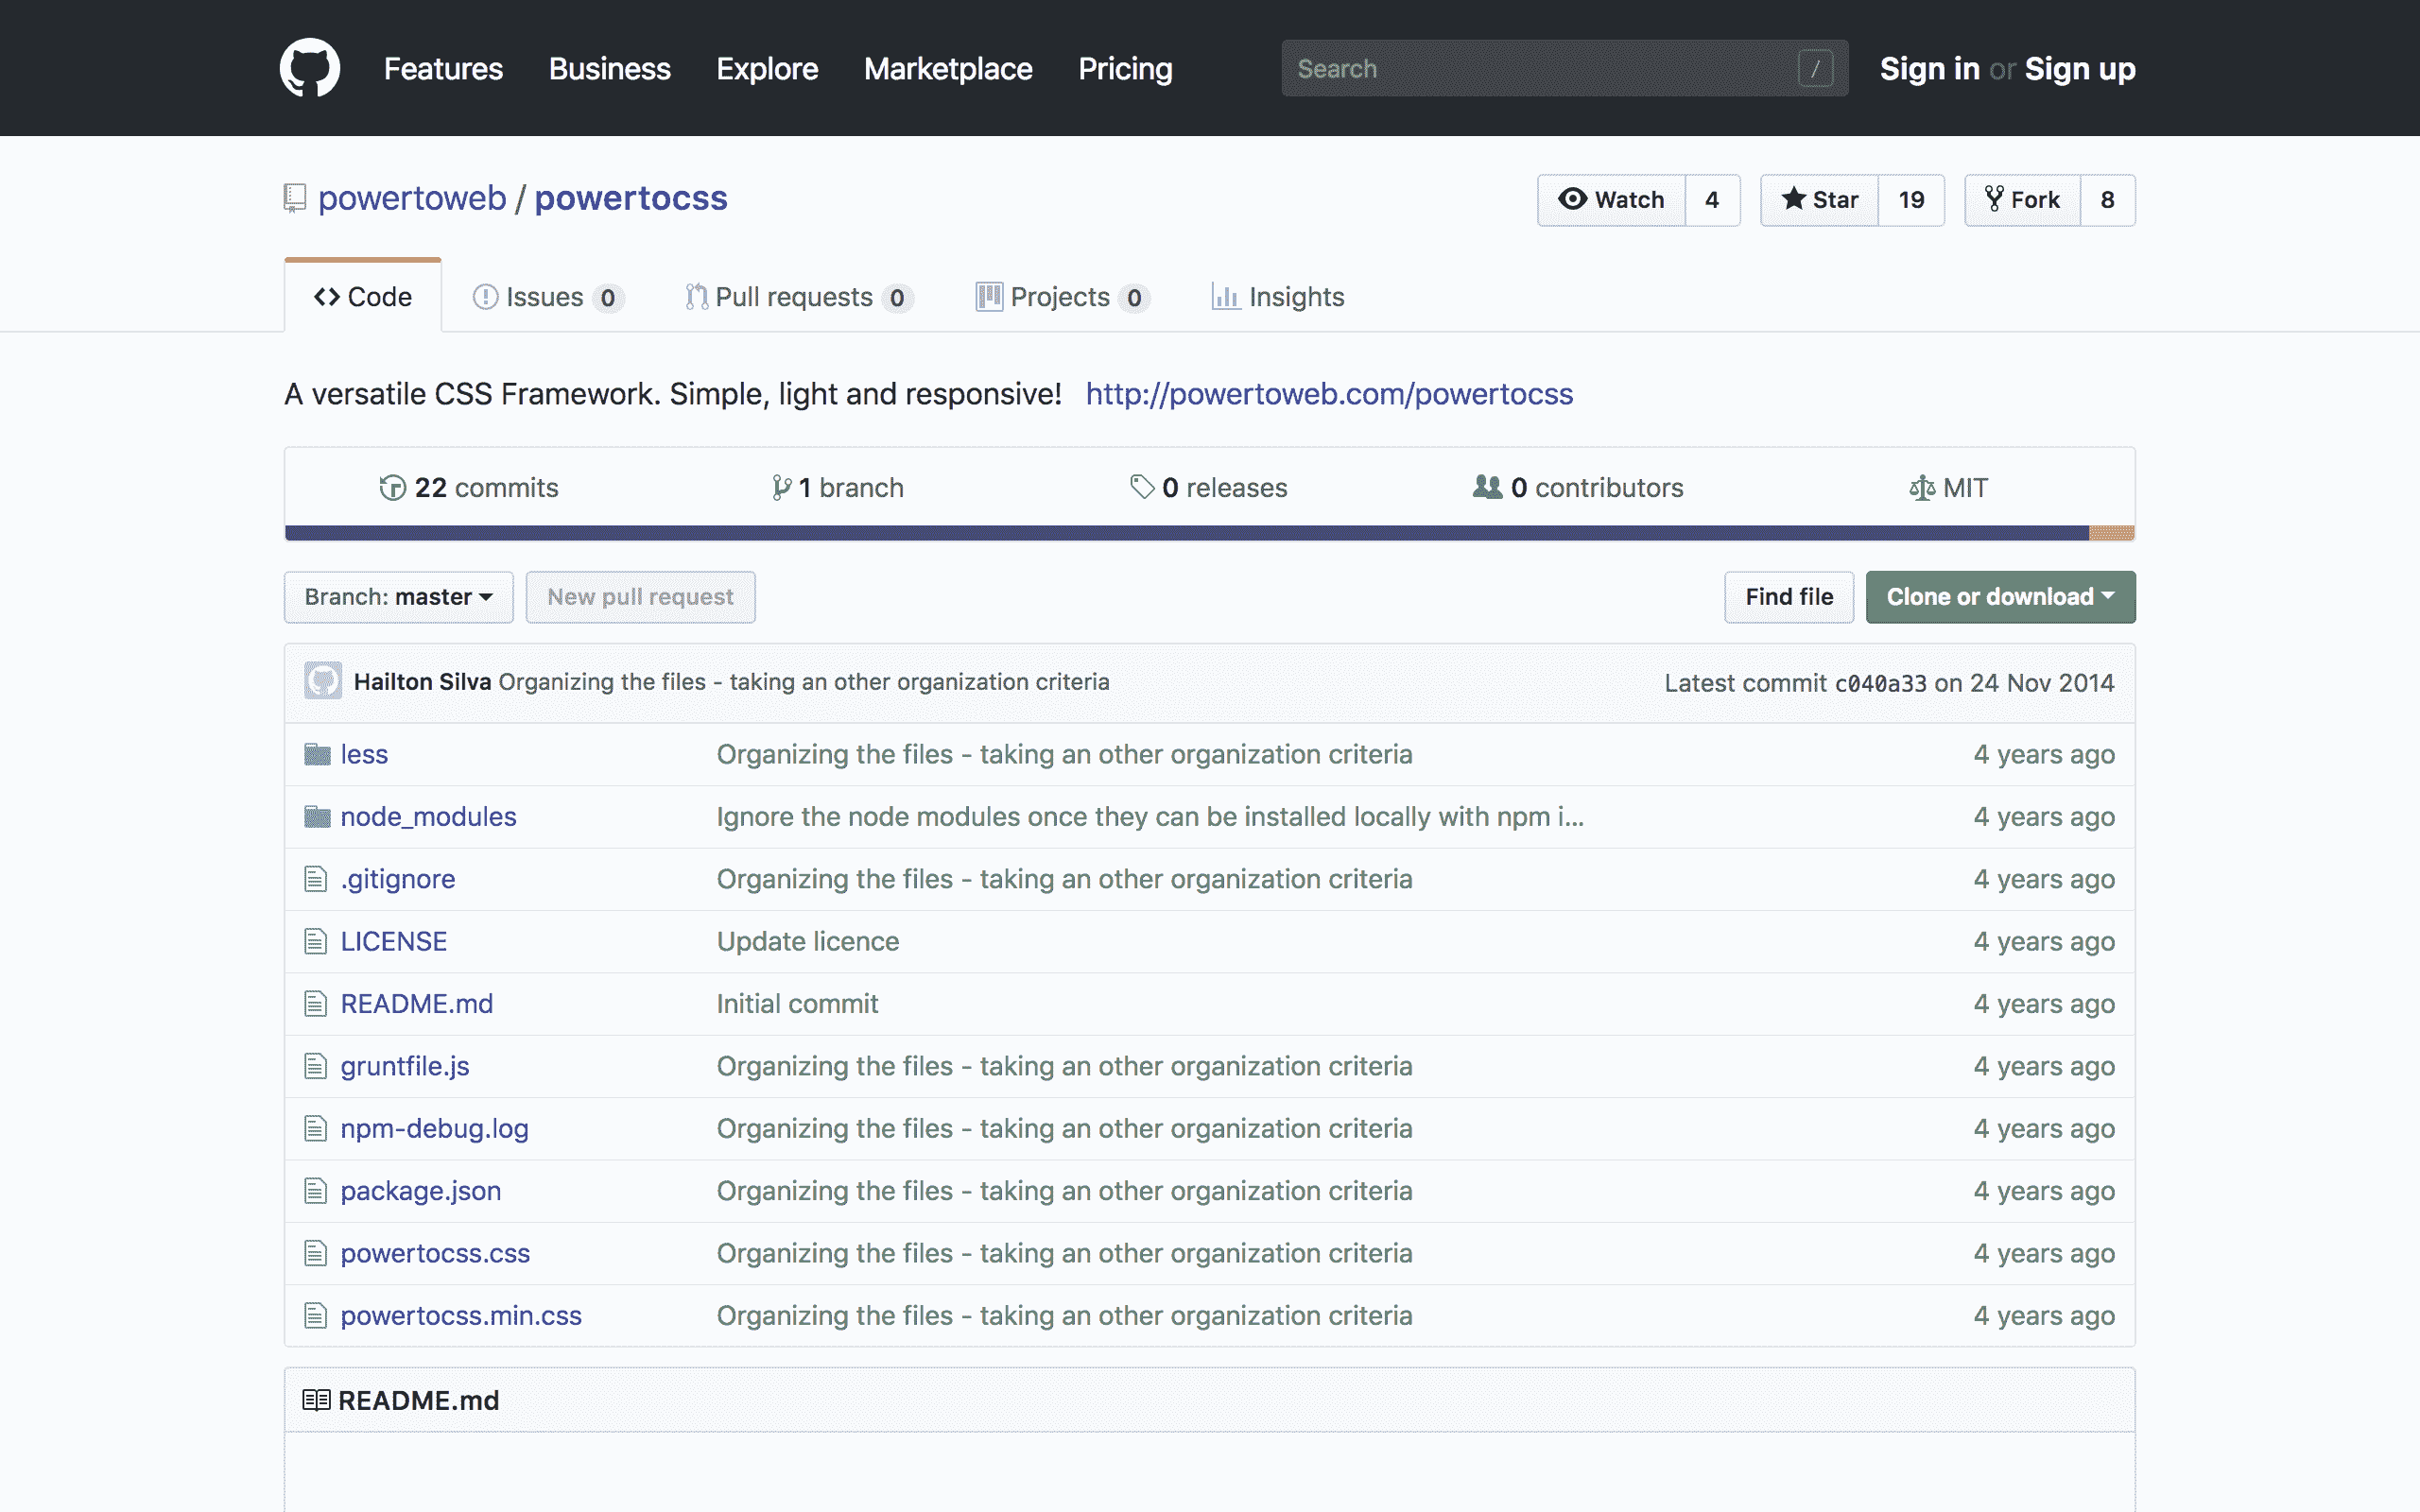 Features Business Explore Marketplace Pricing Search / Sign in or Sign up
powertoweb / powertocss Watch 4 Star 19 Fork 8
Code Issues 0 Pull requests 0 Projects 0 Insights
A versatile CSS Framework. Simple, light and responsive! http://powertoweb.com/powertocss
22 commits 1 branch 0 releases 0 contributors MIT
Branch: master New pull request Find file Clone or download
Hailton Silva Organizing the files - taking an other organization criteria Latest commit c040a33 on 24 Nov 2014
less Organizing the files - taking an other organization criteria 4 years ago
node_modules Ignore the node modules once they can be installed locally with npm i... 4 years ago
.gitignore Organizing the files - taking an other organization criteria 4 years ago
LICENSE Update licence 4 years ago
README.md Initial commit 4 years ago
gruntfile.js Organizing the files - taking an other organization criteria 4 years ago
npm-debug.log Organizing the files - taking an other organization criteria 4 years ago
package.json Organizing the files - taking an other organization criteria 4 years ago
powertocss.css Organizing the files - taking an other organization criteria 4 years ago
powertocss.min.css Organizing the files - taking an other organization criteria 4 years ago
README.md